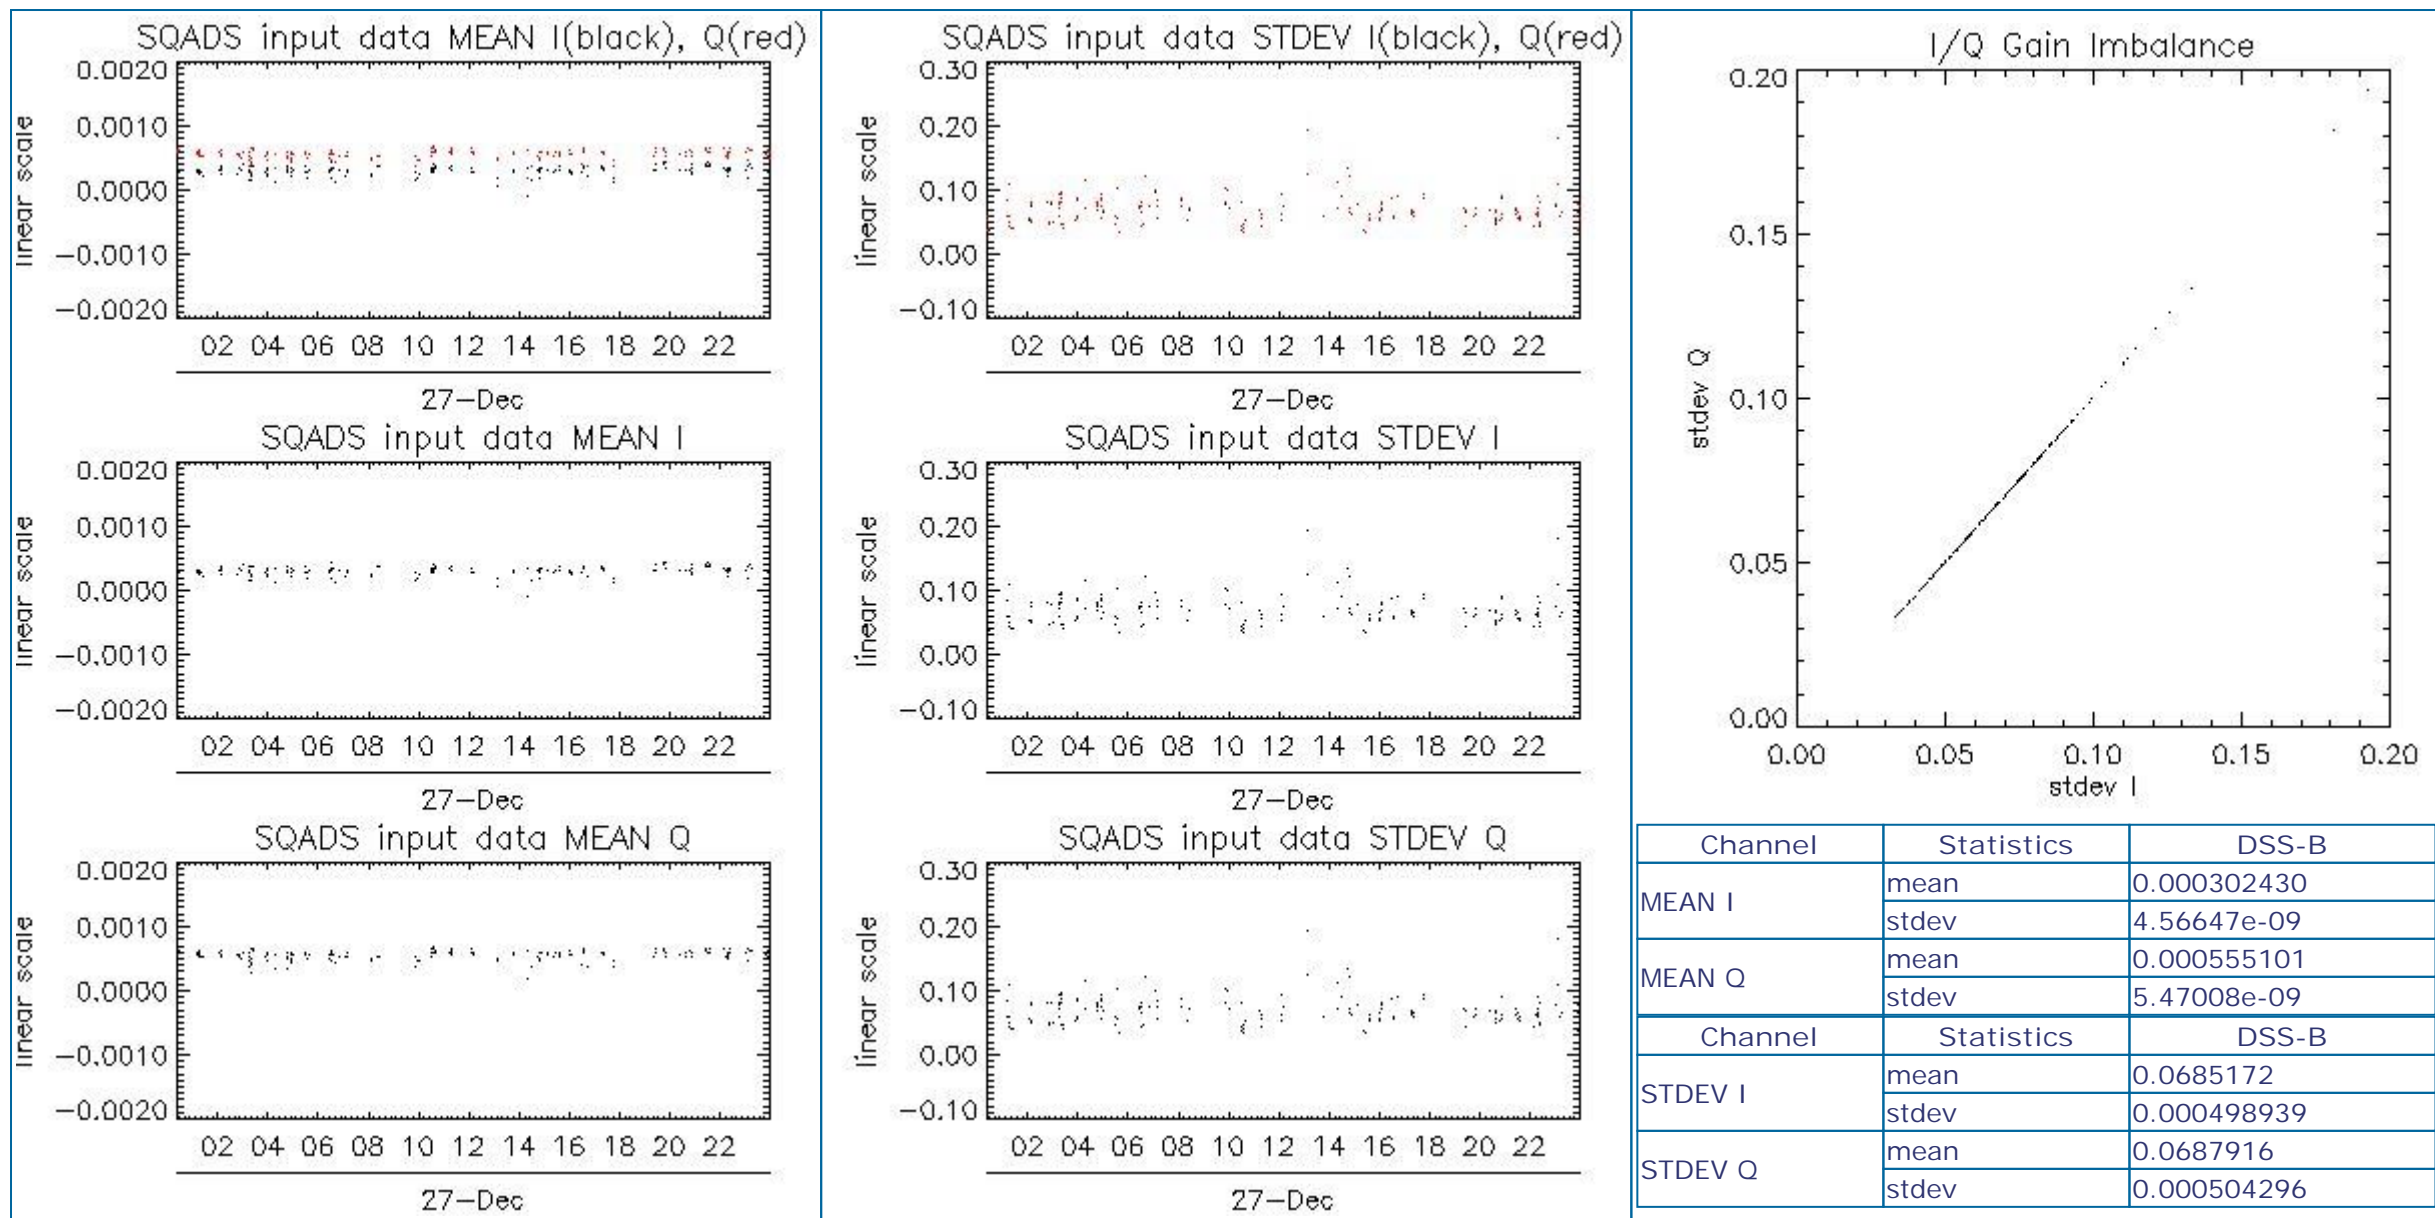 SQADS input data MEAN I(black), Q(red)
0.0020
0.0010
0.0000
-0.0010
-0.0020
linear scale
02 04 06 08 10 12 14 16 18 20 22
27-Dec
SQADS input data MEAN I
0.0020
0.0010
0.0000
-0.0010
-0.0020
linear scale
02 04 06 08 10 12 14 16 18 20 22
27-Dec
SQADS input data MEAN Q
0.0020
0.0010
0.0000
-0.0010
-0.0020
linear scale
02 04 06 08 10 12 14 16 18 20 22
27-Dec
SQADS input data STDEV I(black), Q(red)
0.30
0.20
0.10
0.00
-0.10
linear scale
02 04 06 08 10 12 14 16 18 20 22
27-Dec
SQADS input data STDEV I
0.30
0.20
0.10
0.00
-0.10
linear scale
02 04 06 08 10 12 14 16 18 20 22
27-Dec
SQADS input data STDEV Q
0.30
0.20
0.10
0.00
-0.10
linear scale
02 04 06 08 10 12 14 16 18 20 22
27-Dec
I/Q Gain Imbalance
0.20
0.15
0.10
0.05
0.00
stdev Q
0.00 0.05 0.10 0.15 0.20
stdev I
Channel Statistics DSS-B
MEAN I mean 0.000302430
stdev 4.56647e-09
MEAN Q mean 0.000555101
stdev 5.47008e-09
Channel Statistics DSS-B
STDEV I mean 0.0685172
stdev 0.000498939
STDEV Q mean 0.0687916
stdev 0.000504296